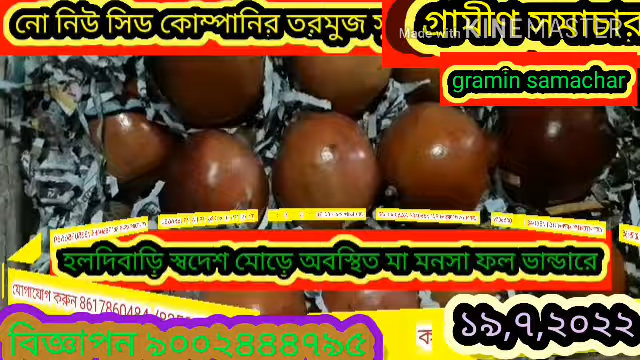 নো নিউ সিড কোম্পানির তরমুজ
গ্রামীণ সমাচার
Made with KINEMASTER
gramin samachar
হলদিবাড়ি স্বদেশ মোড়ে অবস্থিত মা মনসা ফল ভান্ডারে
যোগাযোগ করুন 8617860484
বিজ্ঞাপন ৯০০২৪৪৪৭৯৫
১৯,৭,২০২২